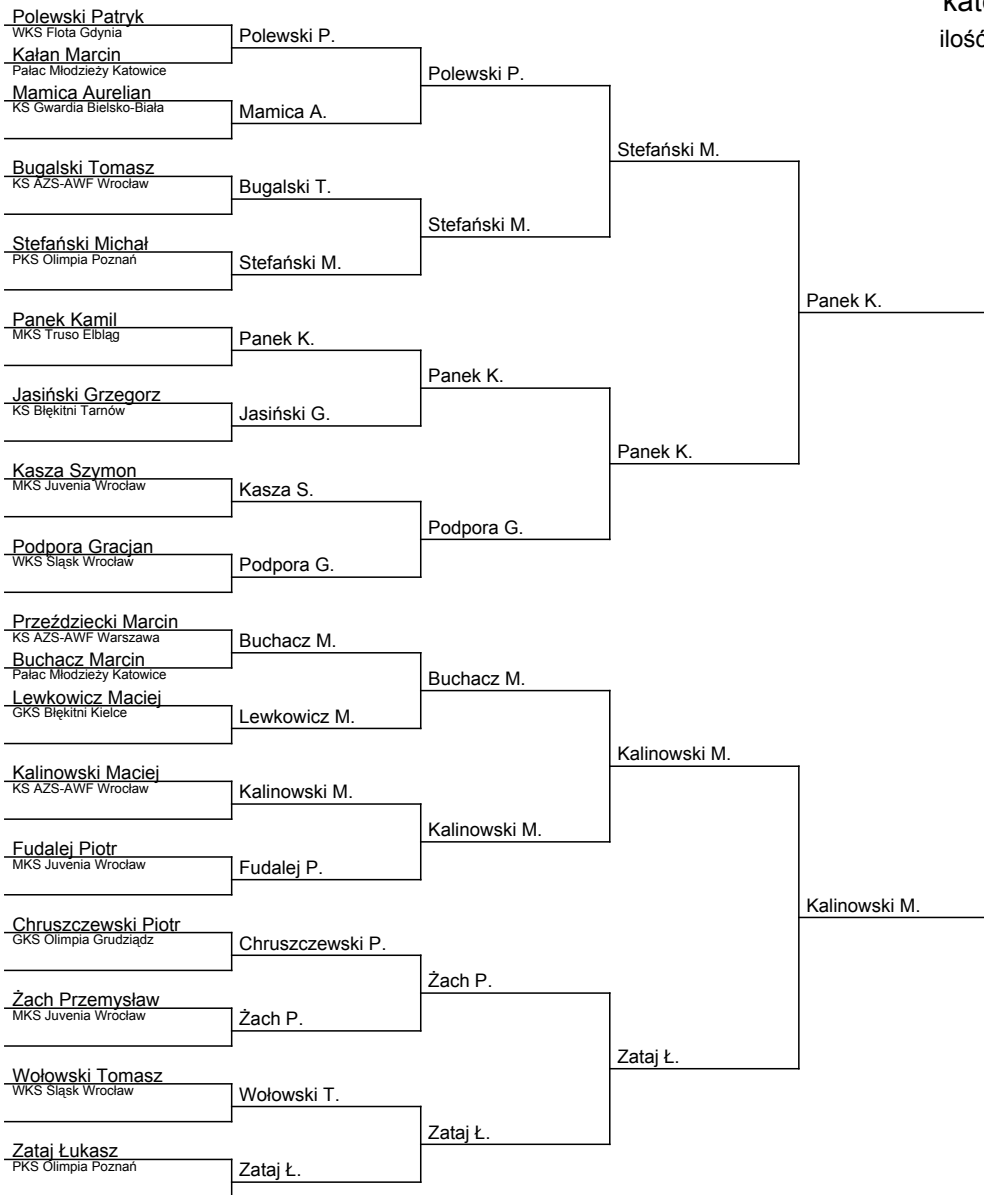 kat
ilość
Polewski Patryk
WKS Flota Gdynia
Polewski P.
Kałan Marcin
Pałac Młodzieży Katowice
Polewski P.
Mamica Aurelian
KS Gwardia Bielsko-Biała
Mamica A.
Stefański M.
Bugalski Tomasz
KS AZS-AWF Wrocław
Bugalski T.
Stefański M.
Stefański Michał
PKS Olimpia Poznań
Stefański M.
Panek K.
Panek Kamil
MKS Truso Elbląg
Panek K.
Panek K.
Jasiński Grzegorz
KS Błękitni Tarnów
Jasiński G.
Panek K.
Kasza Szymon
MKS Juvenia Wrocław
Kasza S.
Podpora G.
Podpora Gracjan
WKS Śląsk Wrocław
Podpora G.
Przeździecki Marcin
KS AZS-AWF Warszawa
Buchacz M.
Buchacz Marcin
Pałac Młodzieży Katowice
Buchacz M.
Lewkowicz Maciej
GKS Błękitni Kielce
Lewkowicz M.
Kalinowski M.
Kalinowski Maciej
KS AZS-AWF Wrocław
Kalinowski M.
Kalinowski M.
Fudalej Piotr
MKS Juvenia Wrocław
Fudalej P.
Kalinowski M.
Chruszczewski Piotr
GKS Olimpia Grudziądz
Chruszczewski P.
Żach P.
Żach Przemysław
MKS Juvenia Wrocław
Żach P.
Zataj Ł.
Wołowski Tomasz
WKS Śląsk Wrocław
Wołowski T.
Zataj Ł.
Zataj Łukasz
PKS Olimpia Poznań
Zataj Ł.